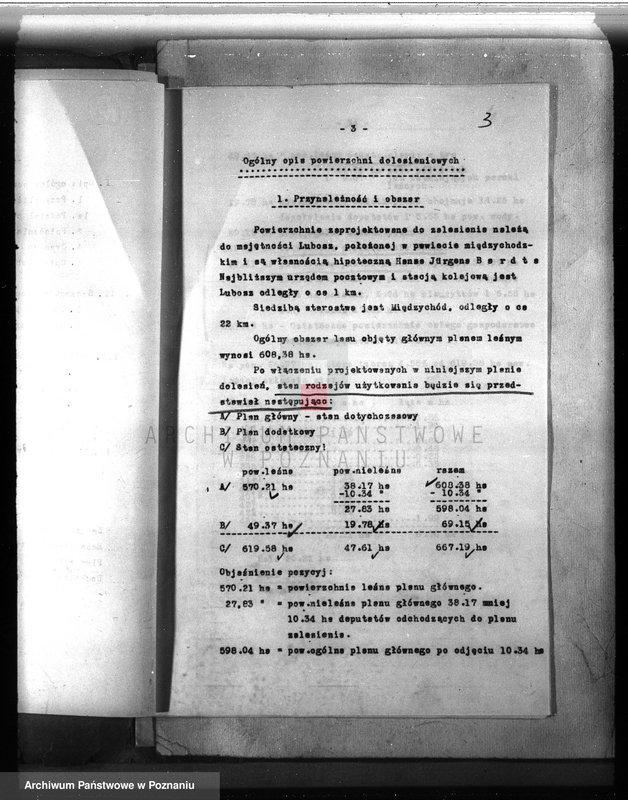 - 3 -
3
Ogólny opis powierzchni dolesieniowych
1. Przynależność i obszar
Powierzchnie zaprojektowane do zalesienia należą
do majętności Lubosz, położonej w powiecie międzychodz-
kim i są własnością hipoteczną Hansa Jürgena B a r d t a
Najbliższym urzędem pocztowym i stacją kolejową jest
Lubosz odległy o ca 1 km.
Siedzibą starostwa jest Międzychód, odległy o ca
22 km.
Ogólny obszar lasu objęty głównym planem leśnym
wynosi 608,38 ha.
Po włączeniu projektowanych w niniejszym planie
dolesień, stan rodzajów użytkowania będzie się przed-
stawiał następująco:
A/ Plan główny - stan dotychczasowy
B/ Plan dodatkowy
C/ Stan ostateczny!
ARCHIWUM PAŃSTWOWE
W POZNANIU
pow.leśna pow.nieleśna razem
A/ 570.21 ha 38.17 ha 608.38 ha
-10.34 " - 10.34 "
27.83 ha 598.04 ha
B/ 49.37 ha 19.78 ha 69.15 ha
C/ 619.58 ha 47.61 ha 667.19 ha
Objaśnienie pozycyj:
570.21 ha = powierzchnia leśna planu głównego.
27.83 " = pow.nieleśna planu głównego 38.17 mniej
10.34 ha deputatów odchodzących do planu
zalesienia.
598.04 ha = pow.ogólna planu głównego po odjęciu 10.34 ha
Archiwum Państwowe w Poznaniu